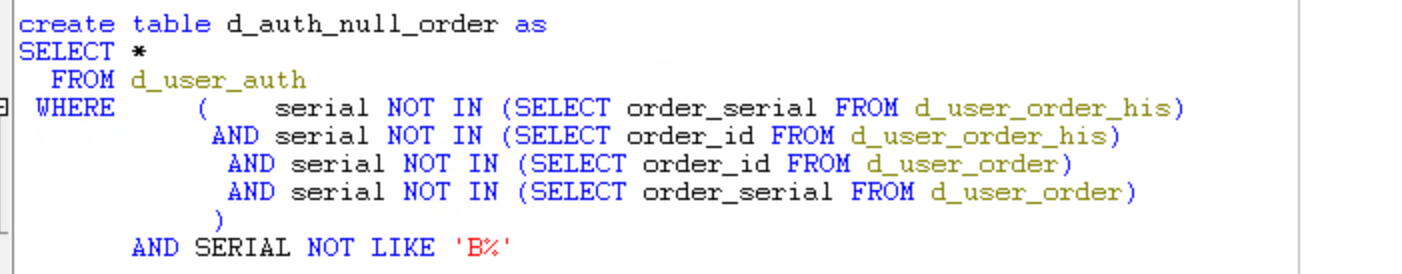 create table d_auth_null_order as
SELECT *
FROM d_user_auth
WHERE ( serial NOT IN (SELECT order_serial FROM d_user_order_his)
AND serial NOT IN (SELECT order_id FROM d_user_order_his)
AND serial NOT IN (SELECT order_id FROM d_user_order)
AND serial NOT IN (SELECT order_serial FROM d_user_order)
)
AND SERIAL NOT LIKE 'B%'